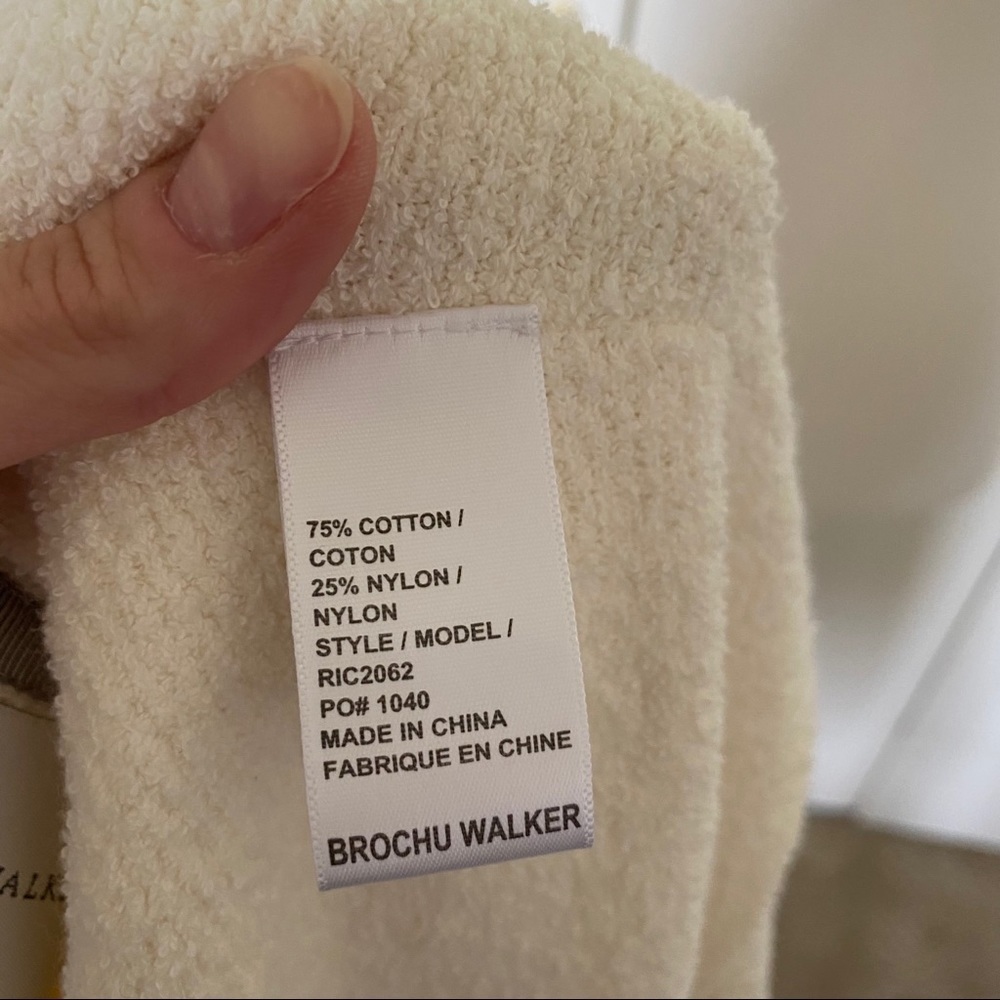 75% COTTON /
COTON
25% NYLON /
NYLON
STYLE / MODEL /
RIC2062
PO# 1040
MADE IN CHINA
FABRIQUE EN CHINE
BROCHU WALKER